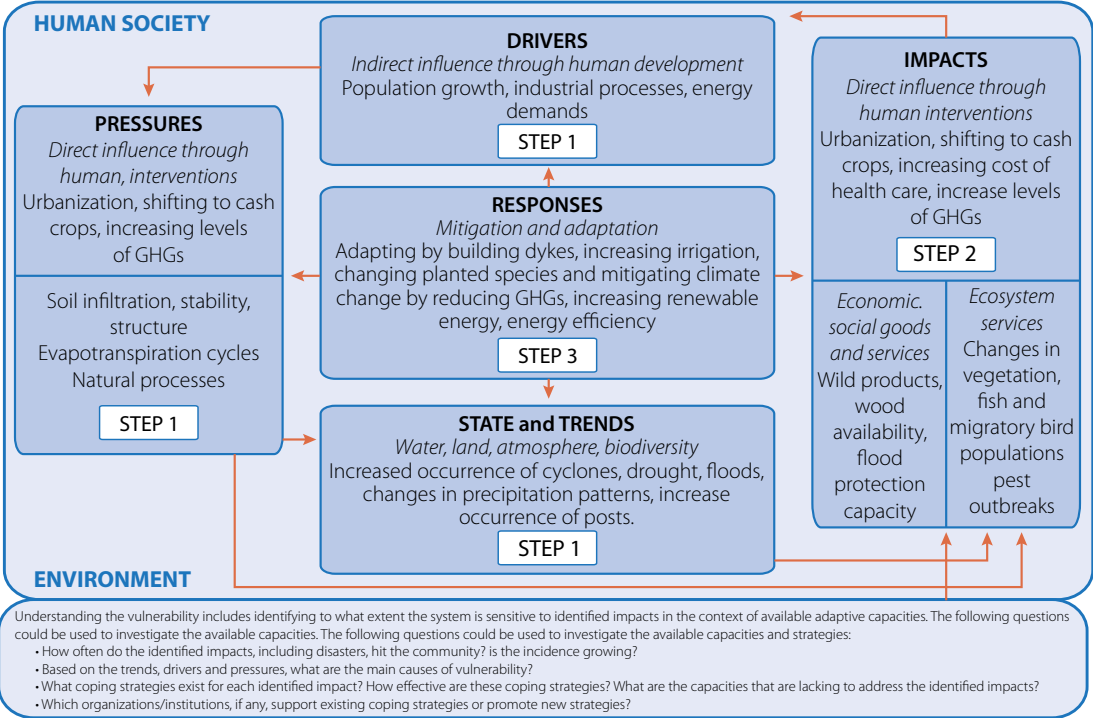 HUMAN SOCIETY
DRIVERS
Indirect influence through human development
Population growth, industrial processes, energy
demands
STEP 1
IMPACTS
Direct influence through
human interventions
Urbanization, shifting to cash
crops, increasing cost of
health care, increase levels
of GHGs
STEP 2
PRESSURES
Direct influence through
human, interventions
Urbanization, shifting to cash
crops, increasing levels
of GHGs
Soil infiltration, stability,
structure
Evapotranspiration cycles
Natural processes
STEP 1
RESPONSES
Mitigation and adaptation
Adapting by building dykes, increasing irrigation,
changing planted species and mitigating climate
change by reducing GHGs, increasing renewable
energy, energy efficiency
STEP 3
Economic.
social goods
and services
Wild products,
wood
availability,
flood
protection
capacity
Ecosystem
services
Changes in
vegetation,
fish and
migratory bird
populations
pest
outbreaks
STATE and TRENDS
Water, land, atmosphere, biodiversity
Increased occurrence of cyclones, drought, floods,
changes in precipitation patterns, increase
occurrence of posts.
STEP 1
ENVIRONMENT
Understanding the vulnerability includes identifying to what extent the system is sensitive to identified impacts in the context of available adaptive capacities. The following questions
could be used to investigate the available capacities. The following questions could be used to investigate the available capacities and strategies:
• How often do the identified impacts, including disasters, hit the community? is the incidence growing?
• Based on the trends, drivers and pressures, what are the main causes of vulnerability?
• What coping strategies exist for each identified impact? How effective are these coping strategies? What are the capacities that are lacking to address the identified impacts?
• Which organizations/institutions, if any, support existing coping strategies or promote new strategies?